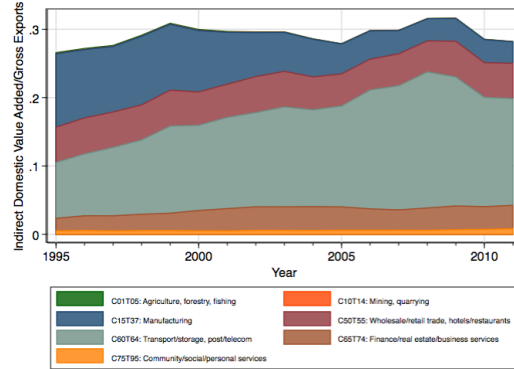 Indirect Domestic Value Added/Gross Exports
.3
.2
.1
0
1995
2000
2005
2010
Year
C01T05: Agriculture, forestry, fishing
C10T14: Mining, quarrying
C15T37: Manufacturing
C50T55: Wholesale/retail trade, hotels/restaurants
C60T64: Transport/storage, post/telecom
C65T74: Finance/real estate/business services
C75T95: Community/social/personal services